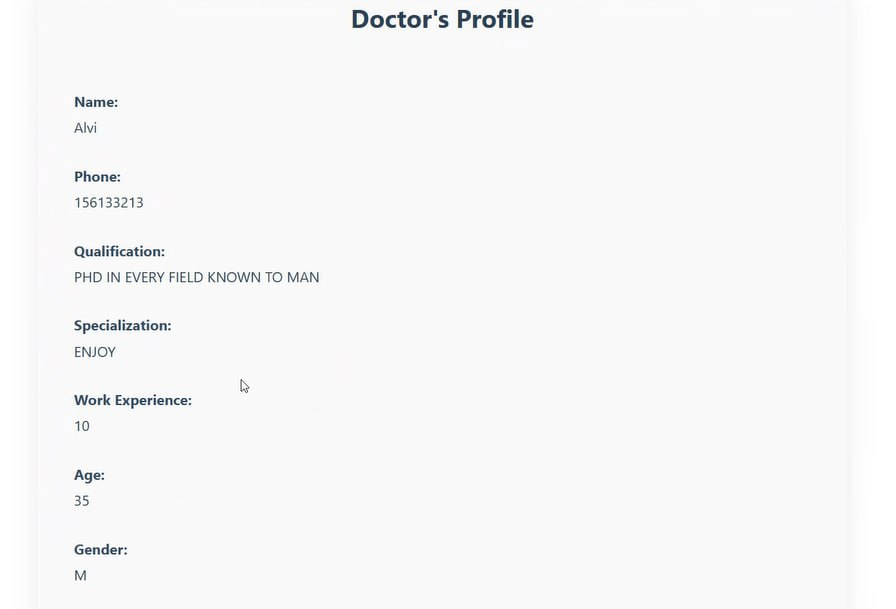 Doctor's Profile
Name:
Alvi
Phone:
156133213
Qualification:
PHD IN EVERY FIELD KNOWN TO MAN
Specialization:
ENJOY
Work Experience:
10
Age:
35
Gender:
M